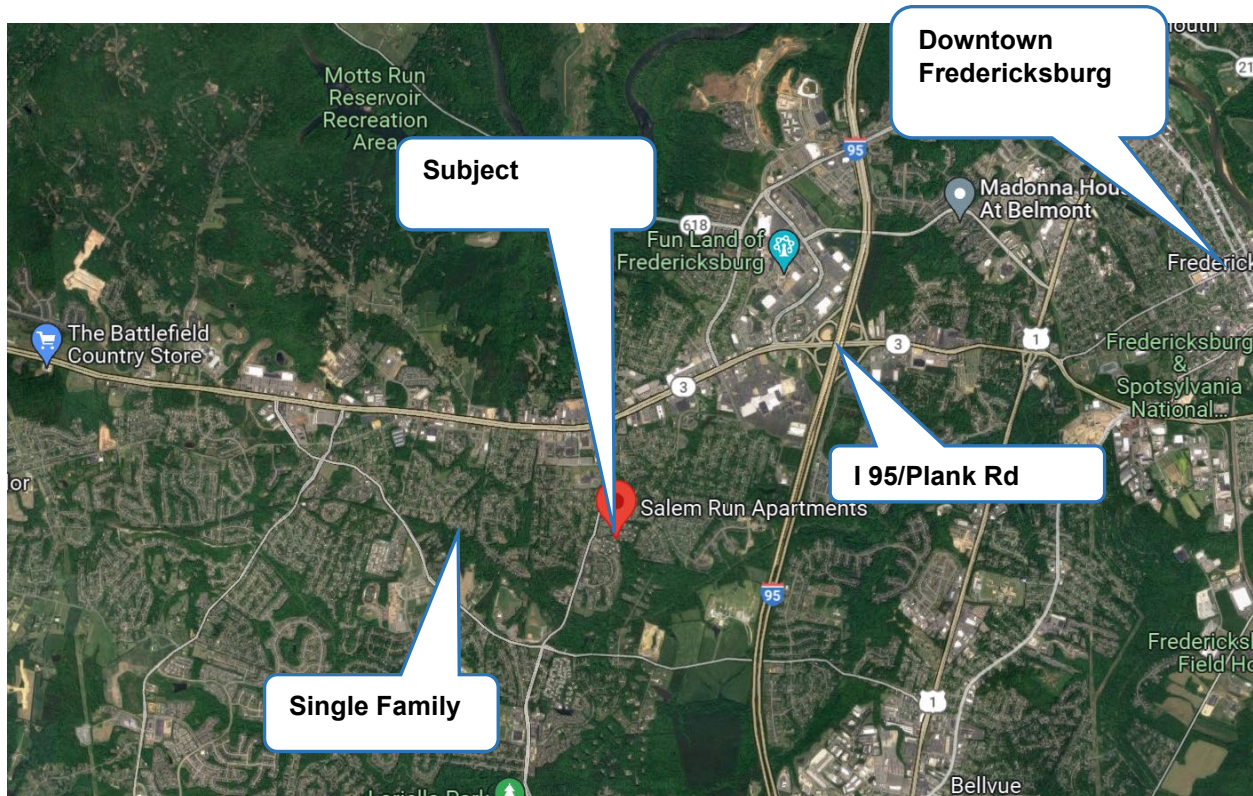 Downtown
Fredericksburg
Motts Run
Reservoir
Recreation
Area
Subject
95
Madonna
At Belmont
618
Fun Land of
Fredericksburg
The Battlefield
Country Store
3
1
Fredericksburg
&
Spotsylvania
National...
3
I 95/Plank Rd
Salem Run Apartments
95
Single Family
1
Bellvue